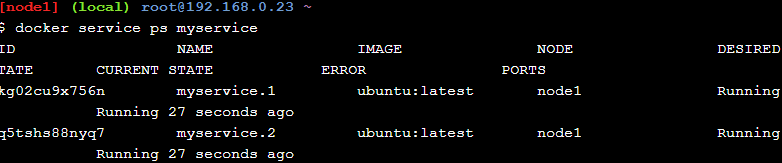 [node1] (local) root@192.168.0.23 ~
$ docker service ps myservice
ID NAME IMAGE NODE DESIRED
TATE CURRENT STATE ERROR PORTS
kg02cu9x756n myservice.1 ubuntu:latest node1 Running
Running 27 seconds ago
q5tshs88nyq7 myservice.2 ubuntu:latest node1 Running
Running 27 seconds ago